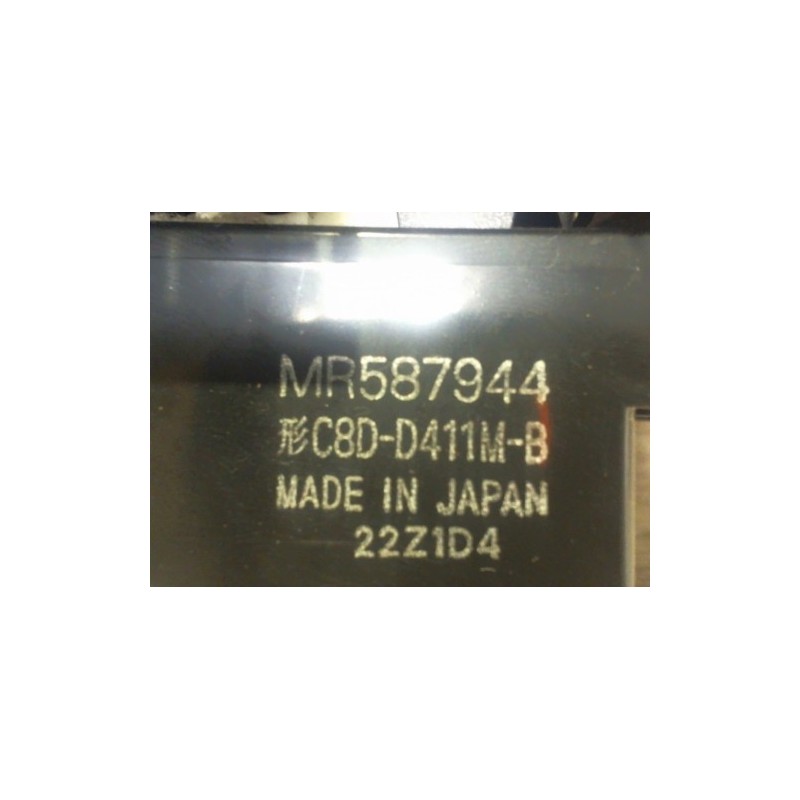 MR587944
形C8D-D411M-B
MADE IN JAPAN
22Z1D4